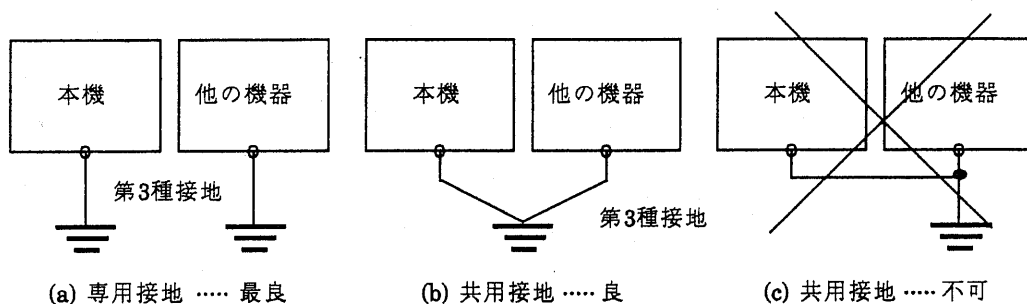 本機
他の機器
本機
他の機器
本機
他の機器
第3種接地
第3種接地
(a) 専用接地 ····· 最良
(b) 共用接地 ····· 良
(c) 共用接地 ····· 不可